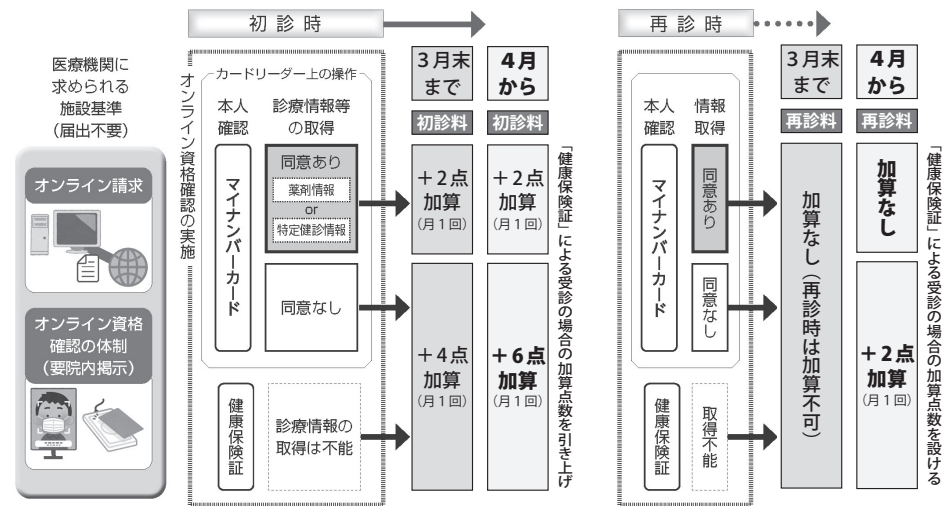 医療機関に
求められる
施設基準
（届出不要）
オンライン請求
オンライン資格
確認の体制
（要院内掲示）
初診時
オンライン資格確認の実施
カードリーダー上の操作
本人
確認
診療情報等
の取得
マイナンバーカード
同意あり
薬剤情報
or
特定健診情報
同意なし
健康保険証
診療情報の
取得は不能
3月末
まで
初診料
＋2点
加算
（月1回）
＋4点
加算
（月1回）
4月
から
初診料
＋2点
加算
（月1回）
＋6点
加算
（月1回）
「健康保険証」による受診の場合の加算点数を引き上げ
再診時
本人
確認
情報
取得
マイナンバーカード
同意あり
同意なし
健康保険証
取得不能
3月末
まで
再診料
加算なし（再診時は加算不可）
4月
から
再診料
加算なし
＋2点
加算
（月1回）
「健康保険証」による受診の場合の加算点数を設ける